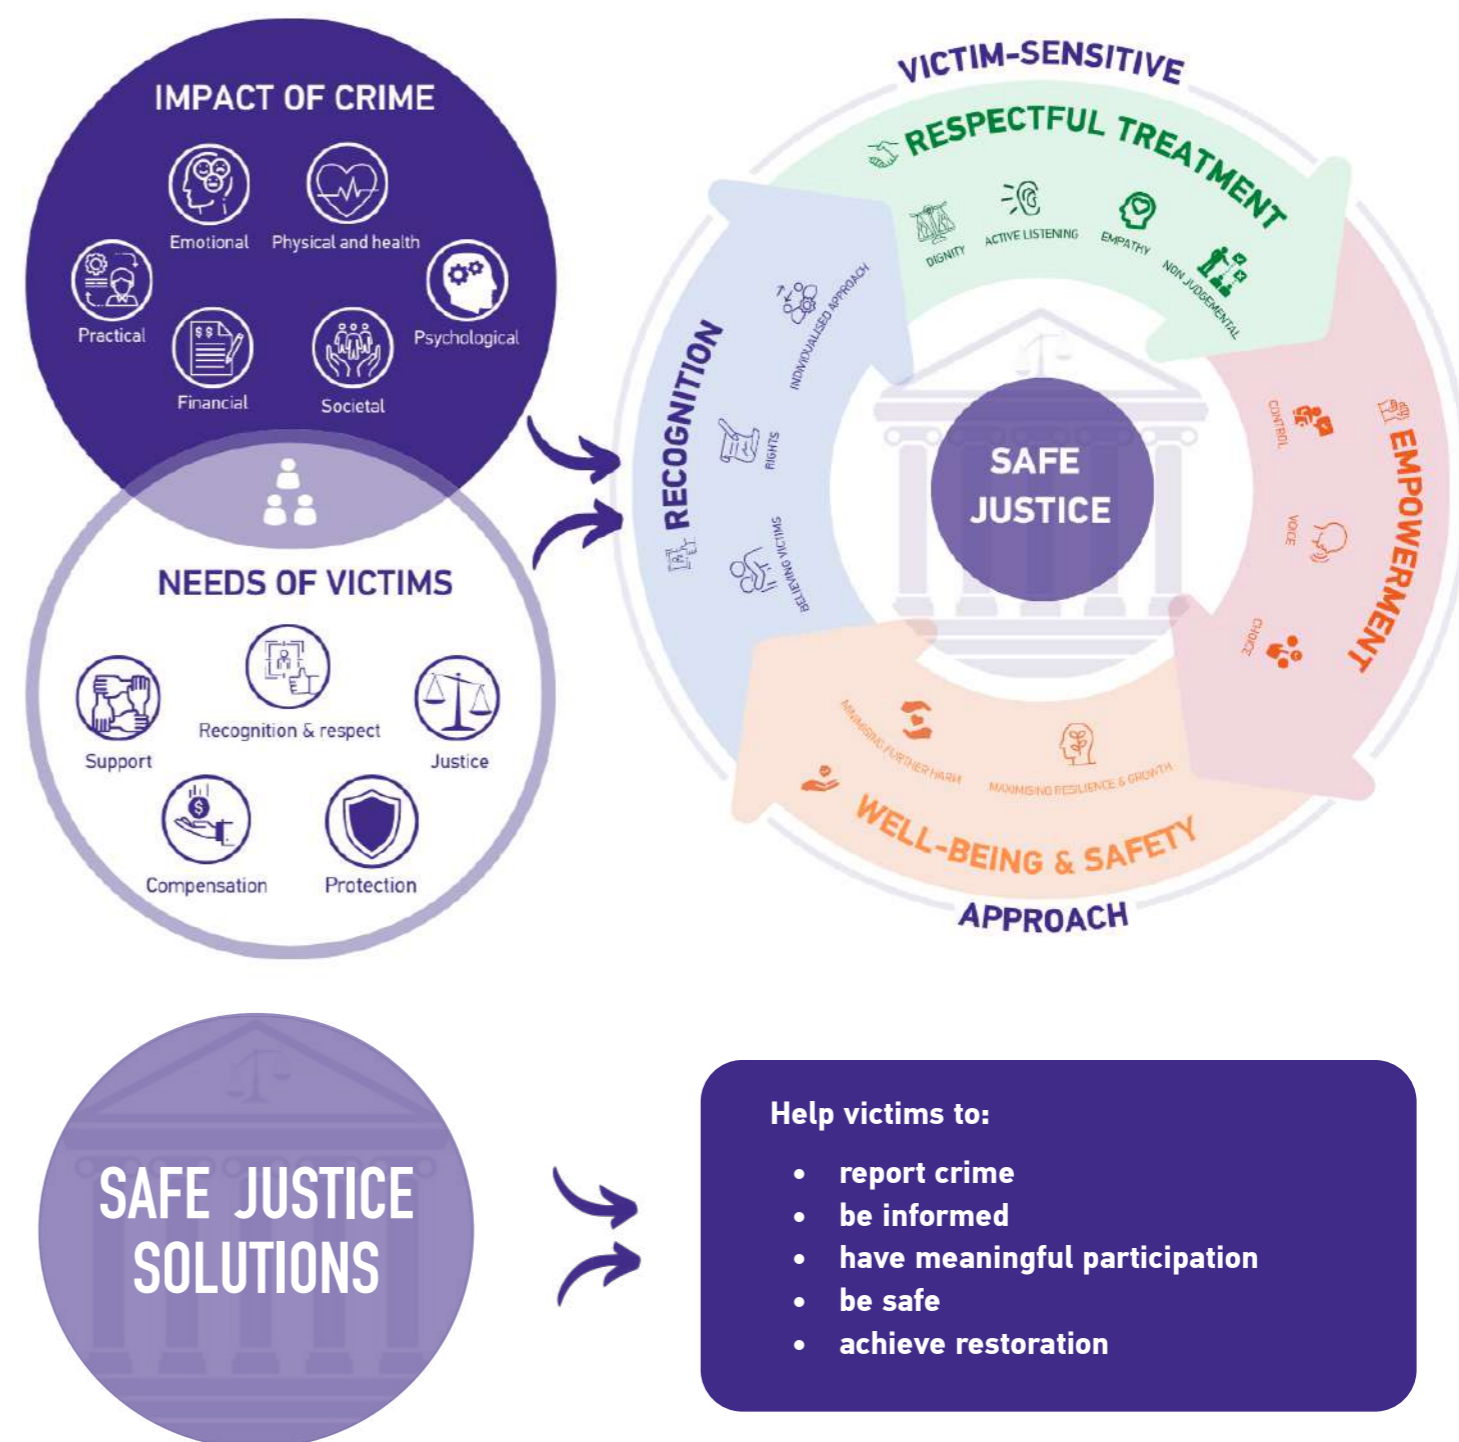 IMPACT OF CRIME
Emotional
Physical and health
Practical
Psychological
Financial
Societal
NEEDS OF VICTIMS
Recognition & respect
Support
Justice
Compensation
Protection
VICTIM-SENSITIVE
RESPECTFUL TREATMENT
DIGNITY
ACTIVE LISTENING
EMPATHY
NON JUDGEMENTAL
EMPOWERMENT
CONTROL
VOICE
CHOICE
WELL-BEING & SAFETY
MAXIMISING RESILIENCE & GROWTH
MINIMISING FURTHER HARM
RECOGNITION
BELIEVING VICTIMS
RIGHTS
INDIVIDUALISED APPROACH
SAFE
JUSTICE
APPROACH
SAFE JUSTICE
SOLUTIONS
Help victims to:
• report crime
• be informed
• have meaningful participation
• be safe
• achieve restoration